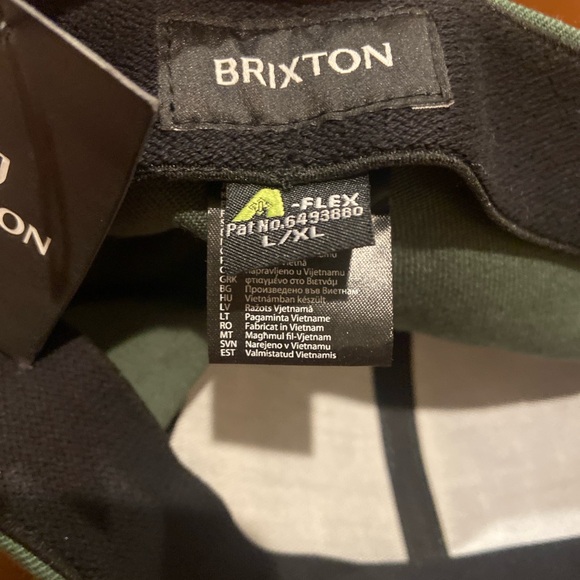 BRIXTON
ON
A-FLEX
Pat No.6493880
L/XL
Vietnã
Napravljeno u Vijetnamu
GRK φτιαγμένο στο Βιετνάμ
BG Произведено във Виетнам
HU Vietnámban készült
LV Ražots Vjetnamā
LT Pagaminta Vietname
RO Fabricat in Vietnam
MT Magħmul fil-Vjetnam
SVN Narejeno v Vietnamu
EST Valmistatud Vietnamis